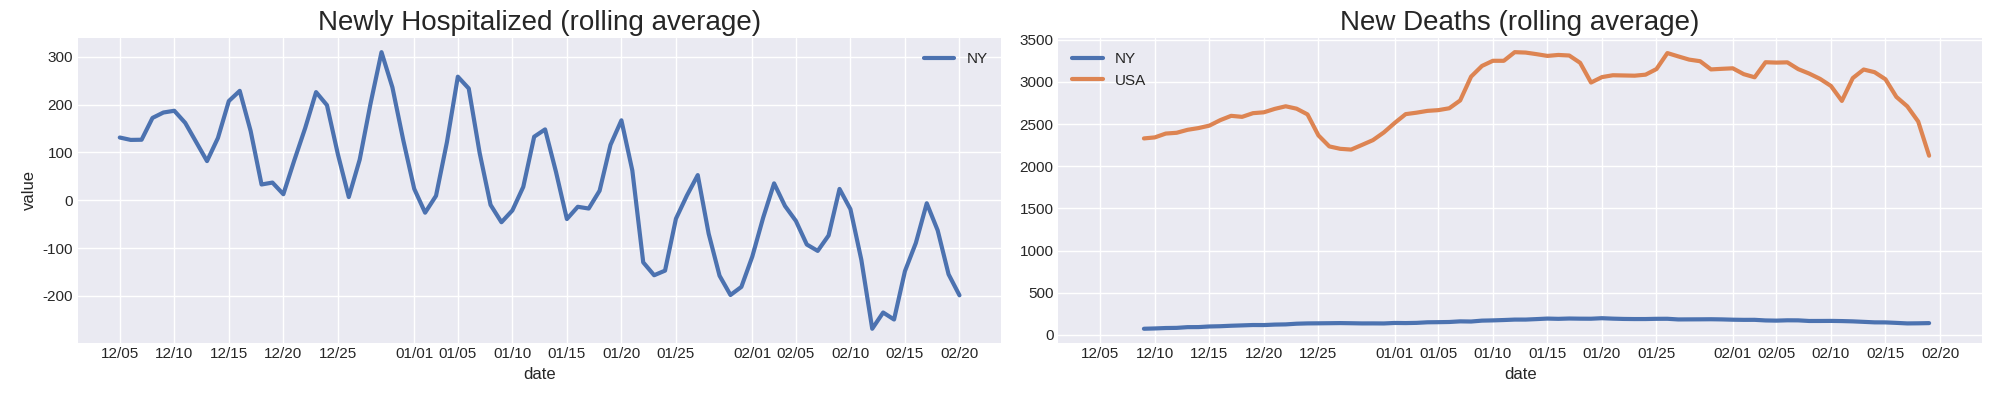 Newly Hospitalized (rolling average)
NY
300
200
100
0
-100
-200
value
12/05 12/10 12/15 12/20 12/25 01/01 01/05 01/10 01/15 01/20 01/25 02/01 02/05 02/10 02/15 02/20
date
New Deaths (rolling average)
NY
USA
3500
3000
2500
2000
1500
1000
500
0
12/05 12/10 12/15 12/20 12/25 01/01 01/05 01/10 01/15 01/20 01/25 02/01 02/05 02/10 02/15 02/20
date